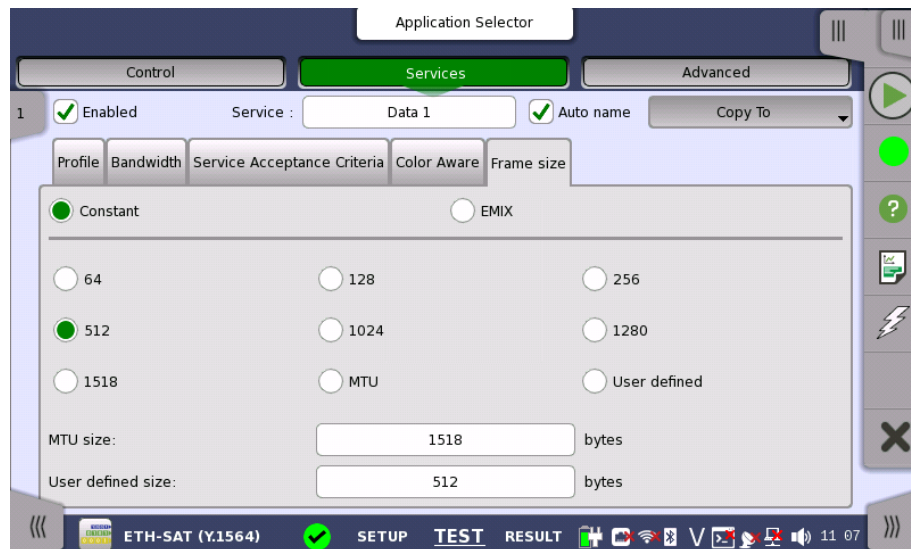 Application Selector
Control Services Advanced
1 Enabled Service : Data 1 Auto name Copy To
Profile Bandwidth Service Acceptance Criteria Color Aware Frame size
Constant EMIX
64 128 256
512 1024 1280
1518 MTU User defined
MTU size: 1518 bytes
User defined size: 512 bytes
ETH-SAT (Y.1564) SETUP TEST RESULT V 11 07